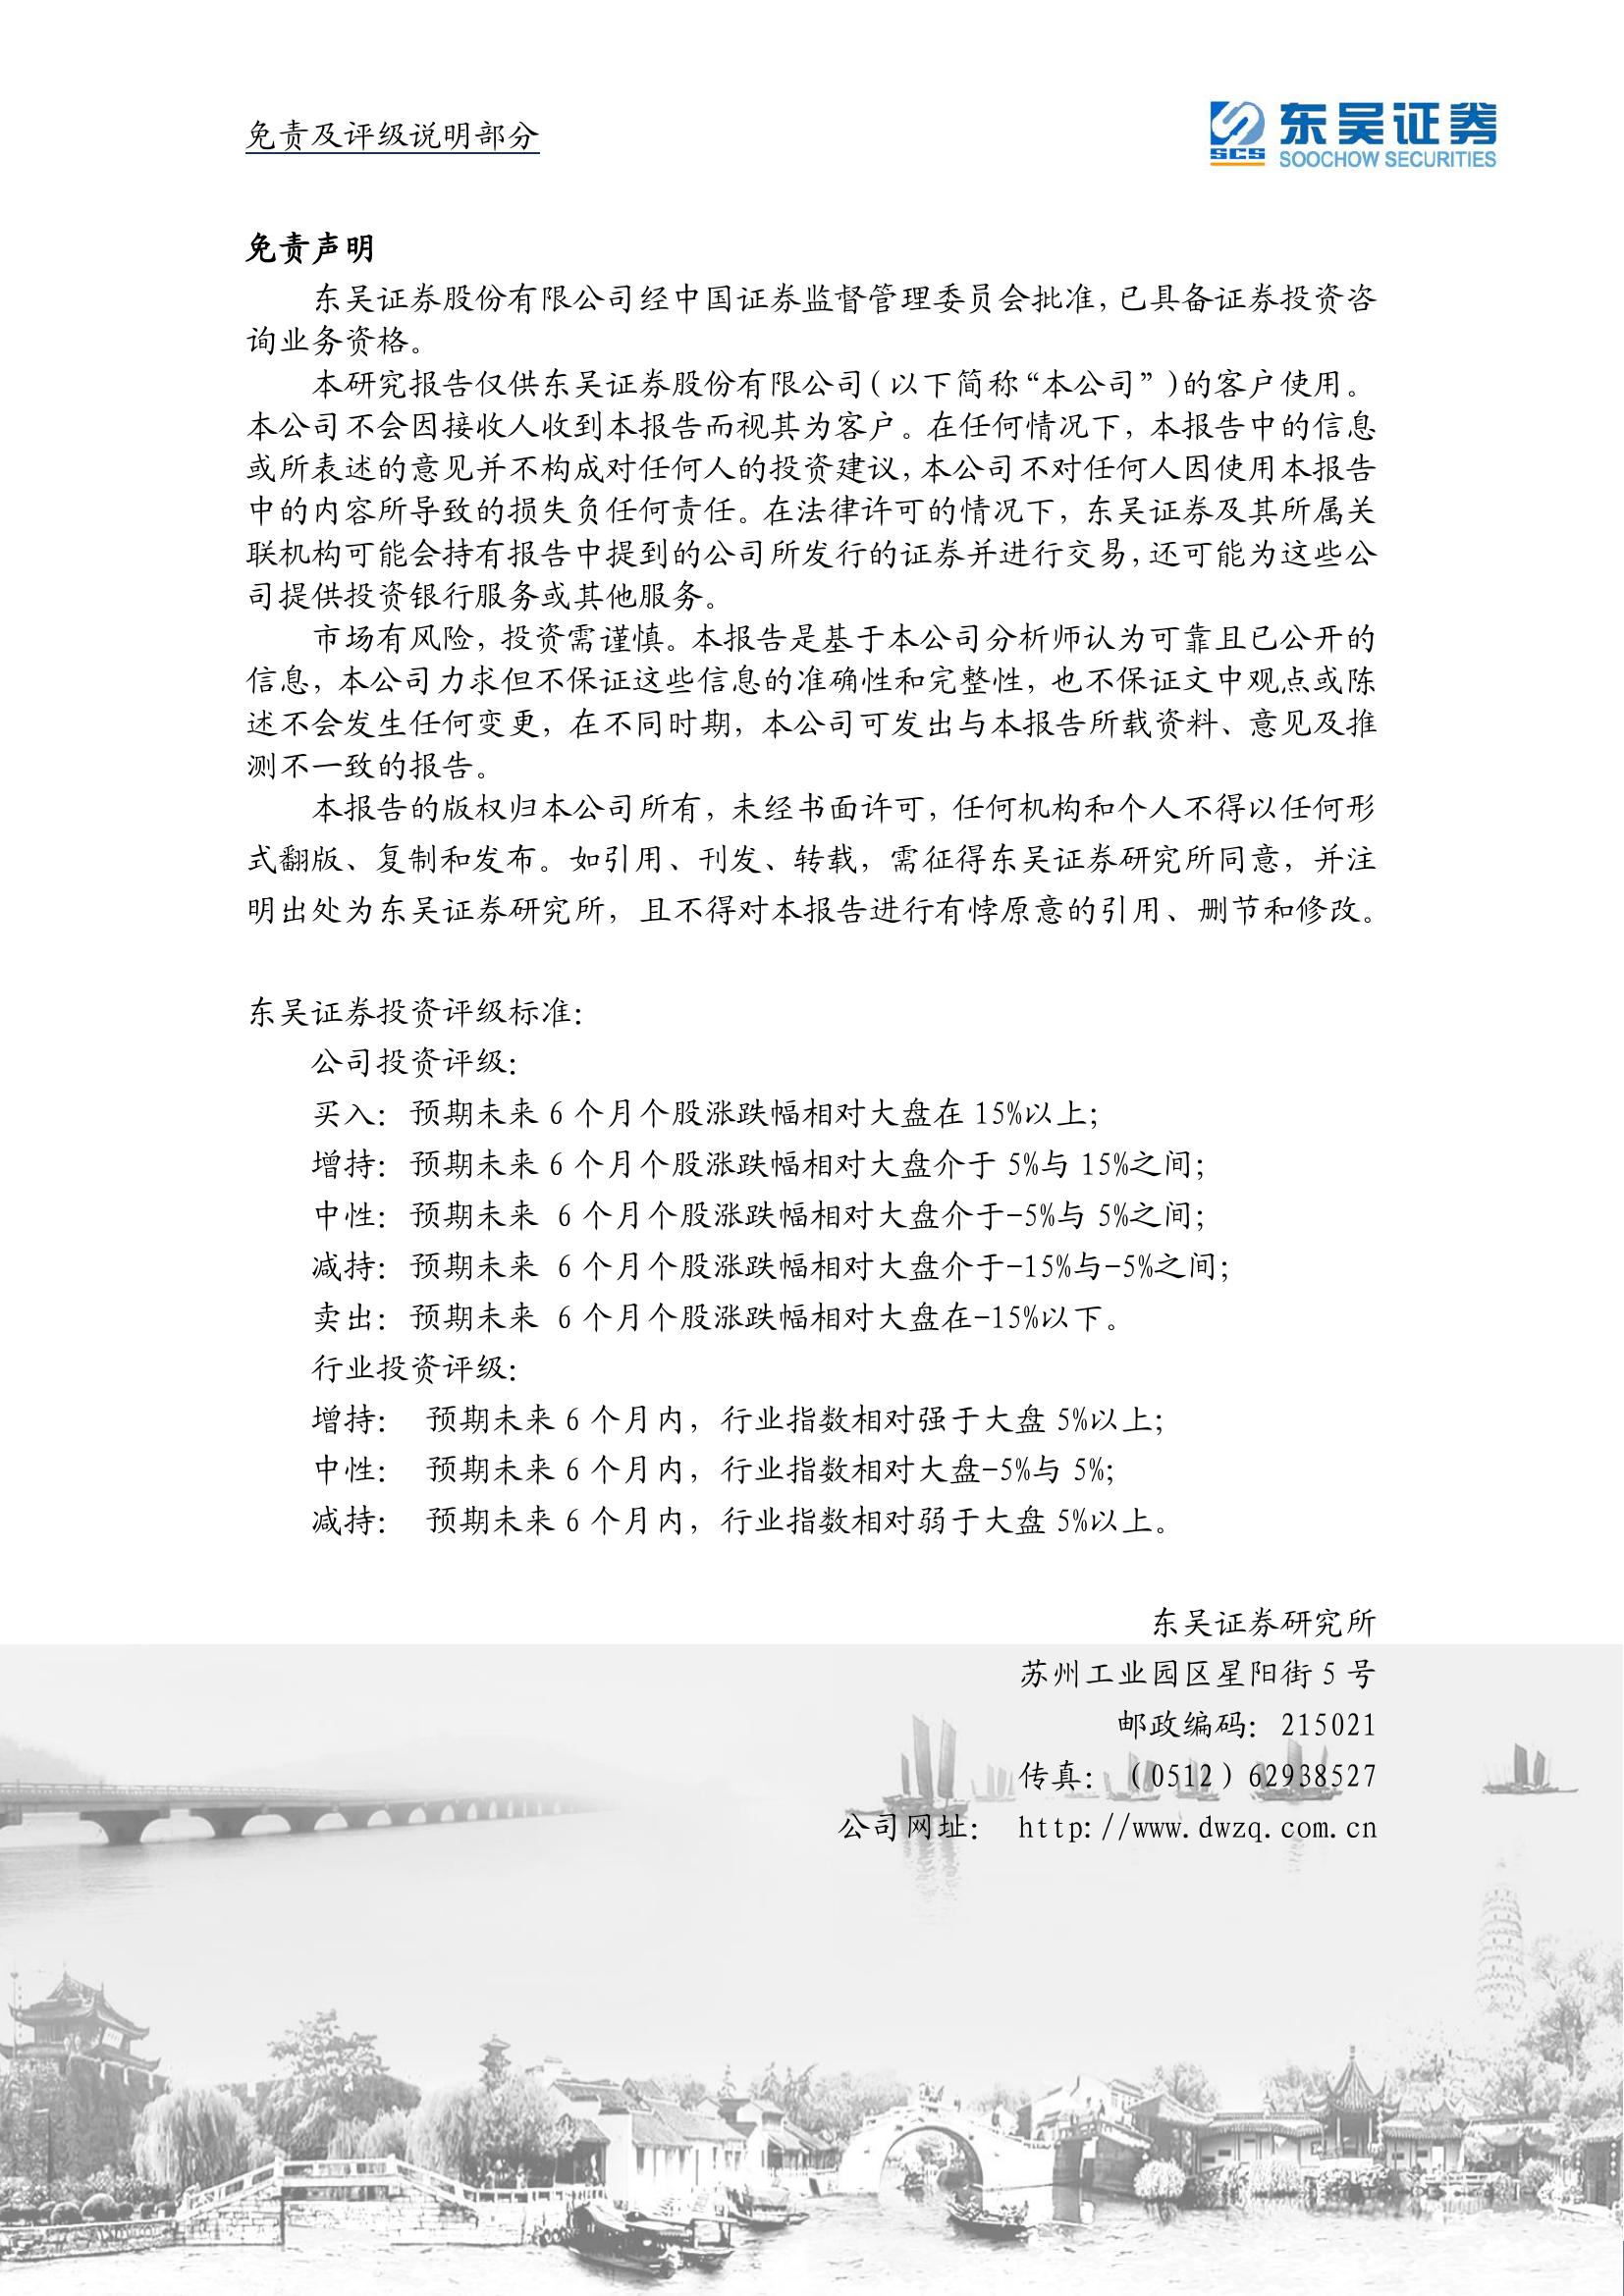 免责及评级说明部分
SCS 东吴证券
SOOCHOW SECURITIES
免责声明
东吴证券股份有限公司经中国证券监督管理委员会批准,已具备证券投资咨
询业务资格。
本研究报告仅供东吴证券股份有限公司(以下简称“本公司”)的客户使用。
本公司不会因接收人收到本报告而视其为客户。在任何情况下，本报告中的信息
或所表述的意见并不构成对任何人的投资建议,本公司不对任何人因使用本报告
中的内容所导致的损失负任何责任。在法律许可的情况下，东吴证券及其所属关
联机构可能会持有报告中提到的公司所发行的证券并进行交易,还可能为这些公
司提供投资银行服务或其他服务。
市场有风险，投资需谨慎。本报告是基于本公司分析师认为可靠且已公开的
信息，本公司力求但不保证这些信息的准确性和完整性，也不保证文中观点或陈
述不会发生任何变更，在不同时期，本公司可发出与本报告所载资料、意见及推
测不一致的报告。
本报告的版权归本公司所有，未经书面许可，任何机构和个人不得以任何形
式翻版、复制和发布。如引用、刊发、转载，需征得东吴证券研究所同意，并注
明出处为东吴证券研究所，且不得对本报告进行有悖原意的引用、删节和修改。
东吴证券投资评级标准：
公司投资评级：
买入：预期未来 6 个月个股涨跌幅相对大盘在 15%以上；
增持：预期未来 6 个月个股涨跌幅相对大盘介于 5%与 15%之间；
中性：预期未来 6 个月个股涨跌幅相对大盘介于-5%与 5%之间；
减持：预期未来 6 个月个股涨跌幅相对大盘介于-15%与-5%之间；
卖出：预期未来 6 个月个股涨跌幅相对大盘在-15%以下。
行业投资评级：
增持： 预期未来 6 个月内，行业指数相对强于大盘 5%以上；
中性： 预期未来 6 个月内，行业指数相对大盘-5%与 5%；
减持： 预期未来 6 个月内，行业指数相对弱于大盘 5%以上。
东吴证券研究所
苏州工业园区星阳街 5 号
邮政编码：215021
传真：（0512）62938527
公司网址： http://www.dwzq.com.cn